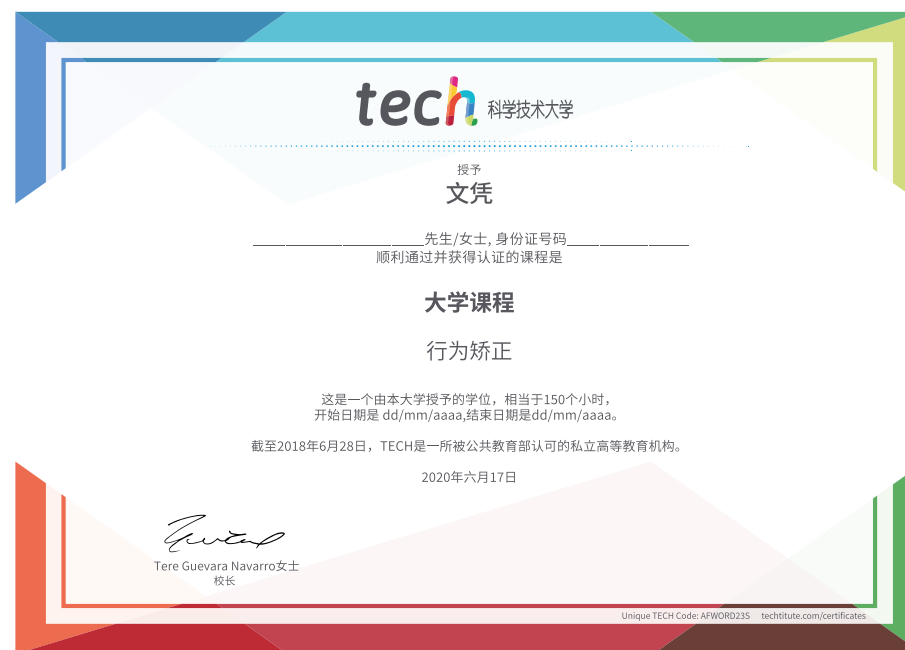 tech 科学技术大学
授予
文凭
______________________先生/女士, 身份证号码________________
顺利通过并获得认证的课程是
大学课程
行为矫正
这是一个由本大学授予的学位，相当于150个小时，
开始日期是 dd/mm/aaaa,结束日期是dd/mm/aaaa。
截至2018年6月28日，TECH是一所被公共教育部认可的私立高等教育机构。
2020年六月17日
Tere Guevara Navarro女士
校长
Unique TECH Code: AFWORD23S techtitute.com/certificates